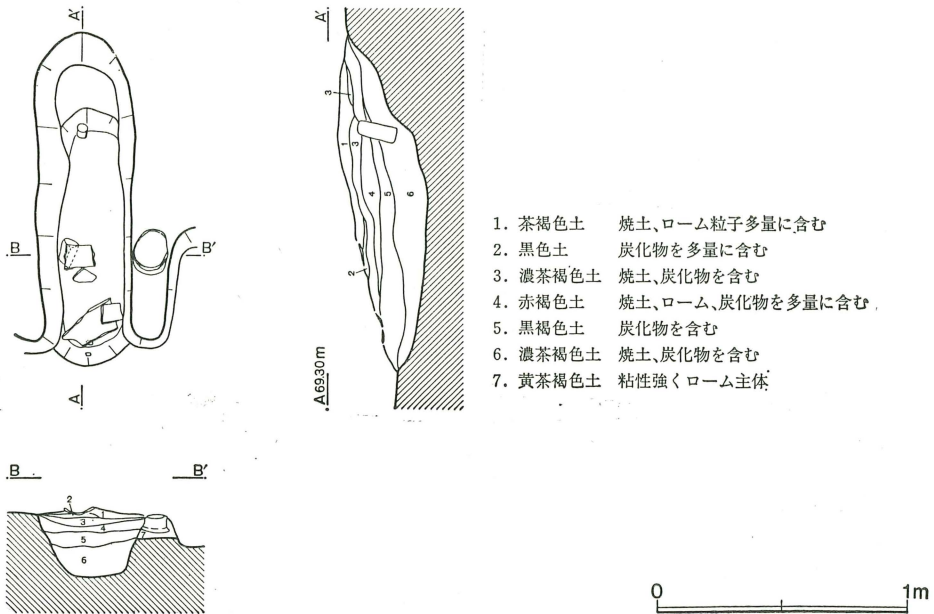 A'
A'
3
1
3
4
5
6
B
B'
2
A
A 69.30m
1. 茶褐色土 焼土、ローム粒子多量に含む
2. 黒色土 炭化物を多量に含む
3. 濃茶褐色土 焼土、炭化物を含む
4. 赤褐色土 焼土、ローム、炭化物を多量に含む
5. 黒褐色土 炭化物を含む
6. 濃茶褐色土 焼土、炭化物を含む
7. 黄茶褐色土 粘性強くローム主体
B
B'
2
1
3
4
5
7
6
0
1m